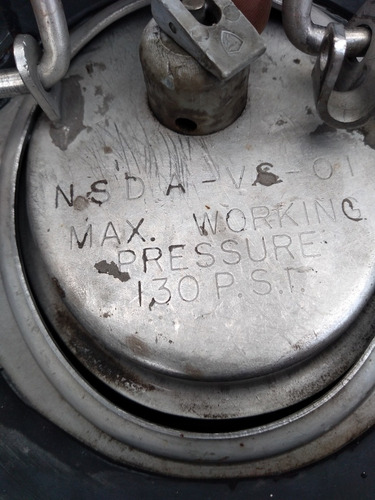 NSDA-VS-01
MAX. WORKING
PRESSURE
130 P.S.I.